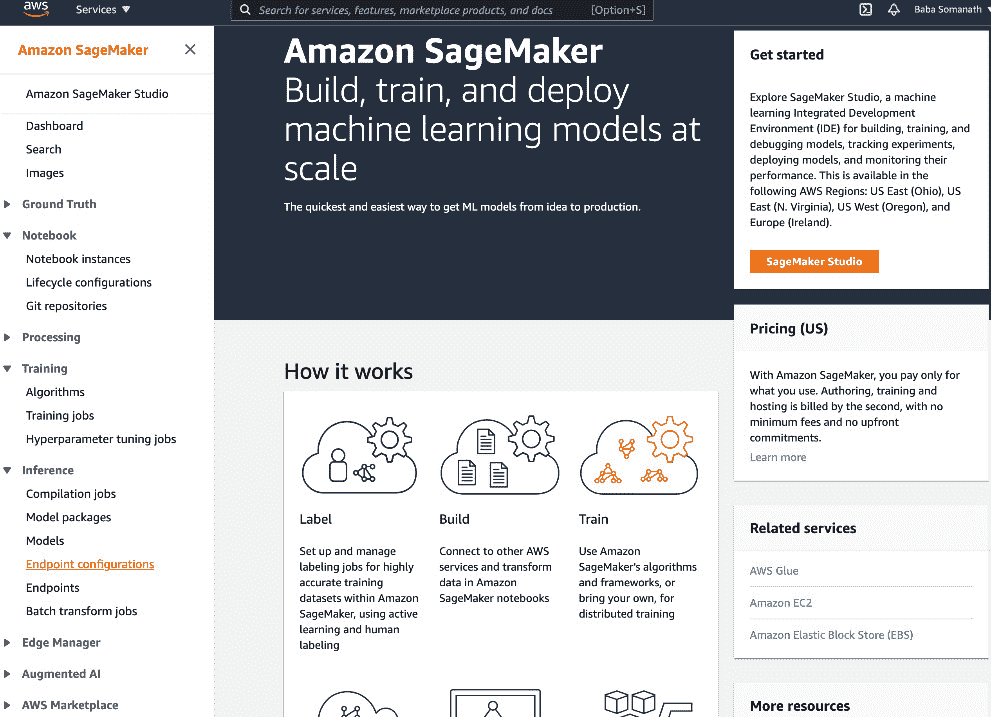 aws
Services
Search for services, features, marketplace products, and docs
[Option+S]
Baba Somanath
Amazon SageMaker
Amazon SageMaker Studio
Dashboard
Search
Images
Ground Truth
Notebook
Notebook instances
Lifecycle configurations
Git repositories
Processing
Training
Algorithms
Training jobs
Hyperparameter tuning jobs
Inference
Compilation jobs
Model packages
Models
Endpoint configurations
Endpoints
Batch transform jobs
Edge Manager
Augmented AI
AWS Marketplace
Amazon SageMaker
Build, train, and deploy
machine learning models at
scale
The quickest and easiest way to get ML models from idea to production.
How it works
Label
Set up and manage
labeling jobs for highly
accurate training
datasets within Amazon
SageMaker, using active
learning and human
labeling
Build
Connect to other AWS
services and transform
data in Amazon
SageMaker notebooks
Train
Use Amazon
SageMaker's algorithms
and frameworks, or
bring your own, for
distributed training
Get started
Explore SageMaker Studio, a machine
learning Integrated Development
Environment (IDE) for building, training, and
debugging models, tracking experiments,
deploying models, and monitoring their
performance. This is available in the
following AWS Regions: US East (Ohio), US
East (N. Virginia), US West (Oregon), and
Europe (Ireland).
SageMaker Studio
Pricing (US)
With Amazon SageMaker, you pay only for
what you use. Authoring, training and
hosting is billed by the second, with no
minimum fees and no upfront
commitments.
Learn more
Related services
AWS Glue
Amazon EC2
Amazon Elastic Block Store (EBS)
More resources